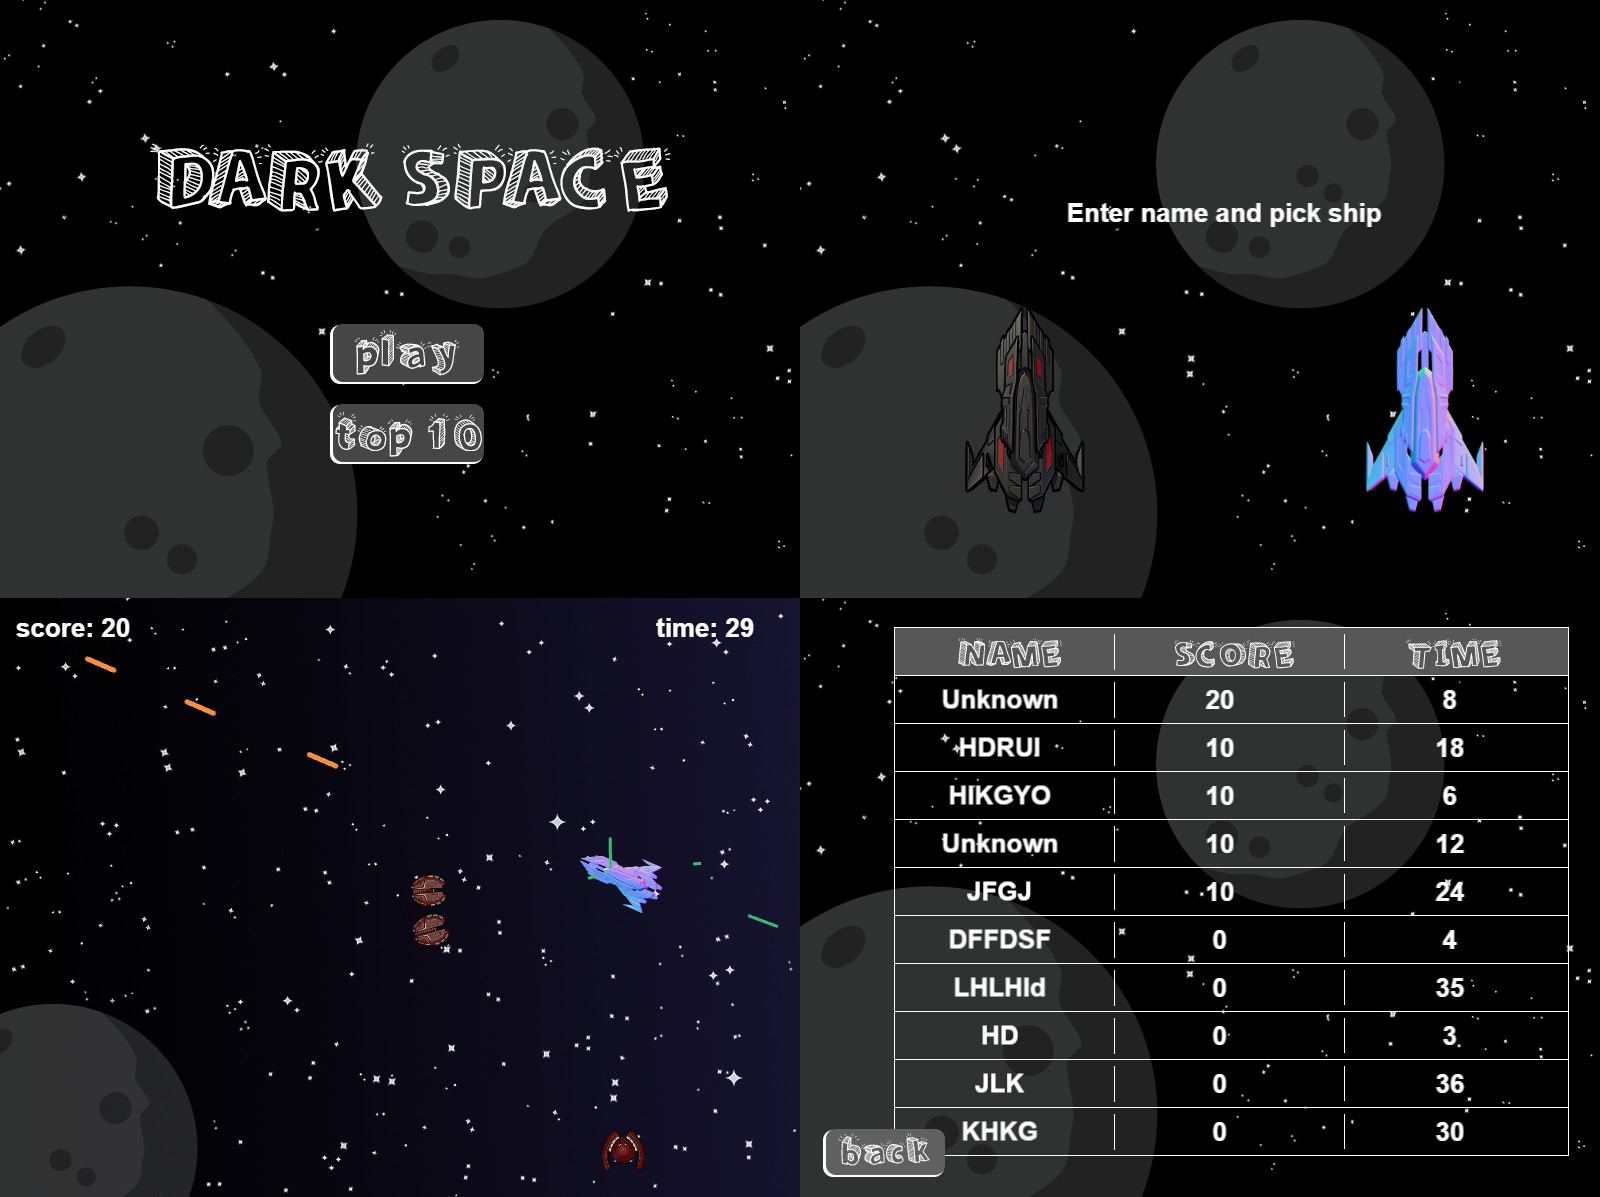 DARK SPACE
play
top 10
Enter name and pick ship
score: 20 time: 29
NAME SCORE TIME
Unknown 20 8
HDRUI 10 18
HIKGYO 10 6
Unknown 10 12
JFGJ 10 24
DFFDSF 0 4
LHLHld 0 35
HD 0 3
JLK 0 36
KHKG 0 30
back